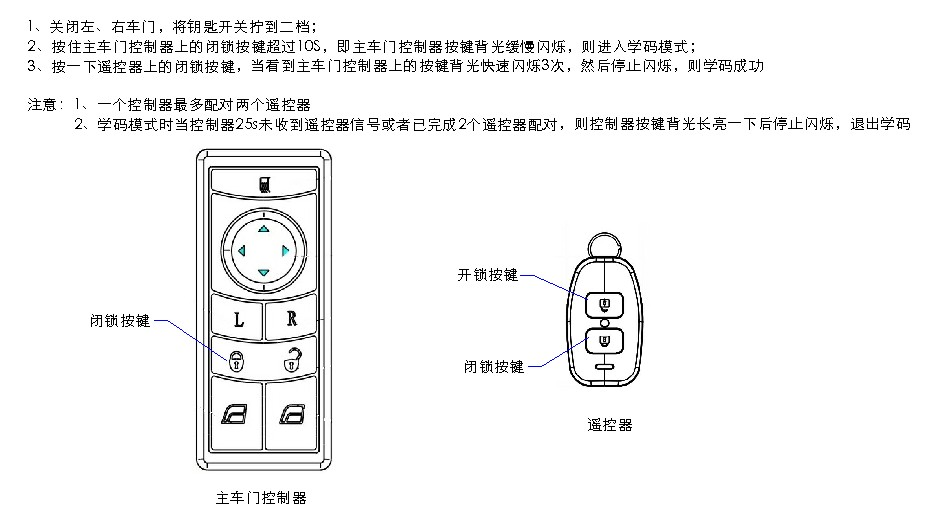 1、关闭左、右车门，将钥匙开关拧到二档；
2、按住主车门控制器上的闭锁按键超过10S，即主车门控制器按键背光缓慢闪烁，则进入学码模式；
3、按一下遥控器上的闭锁按键，当看到主车门控制器上的按键背光快速闪烁3次，然后停止闪烁，则学码成功
注意：1、一个控制器最多配对两个遥控器
2、学码模式时当控制器25s未收到遥控器信号或者已完成2个遥控器配对，则控制器按键背光长亮一下后停止闪烁，退出学码
开锁按键
L R
闭锁按键
闭锁按键
遥控器
主车门控制器